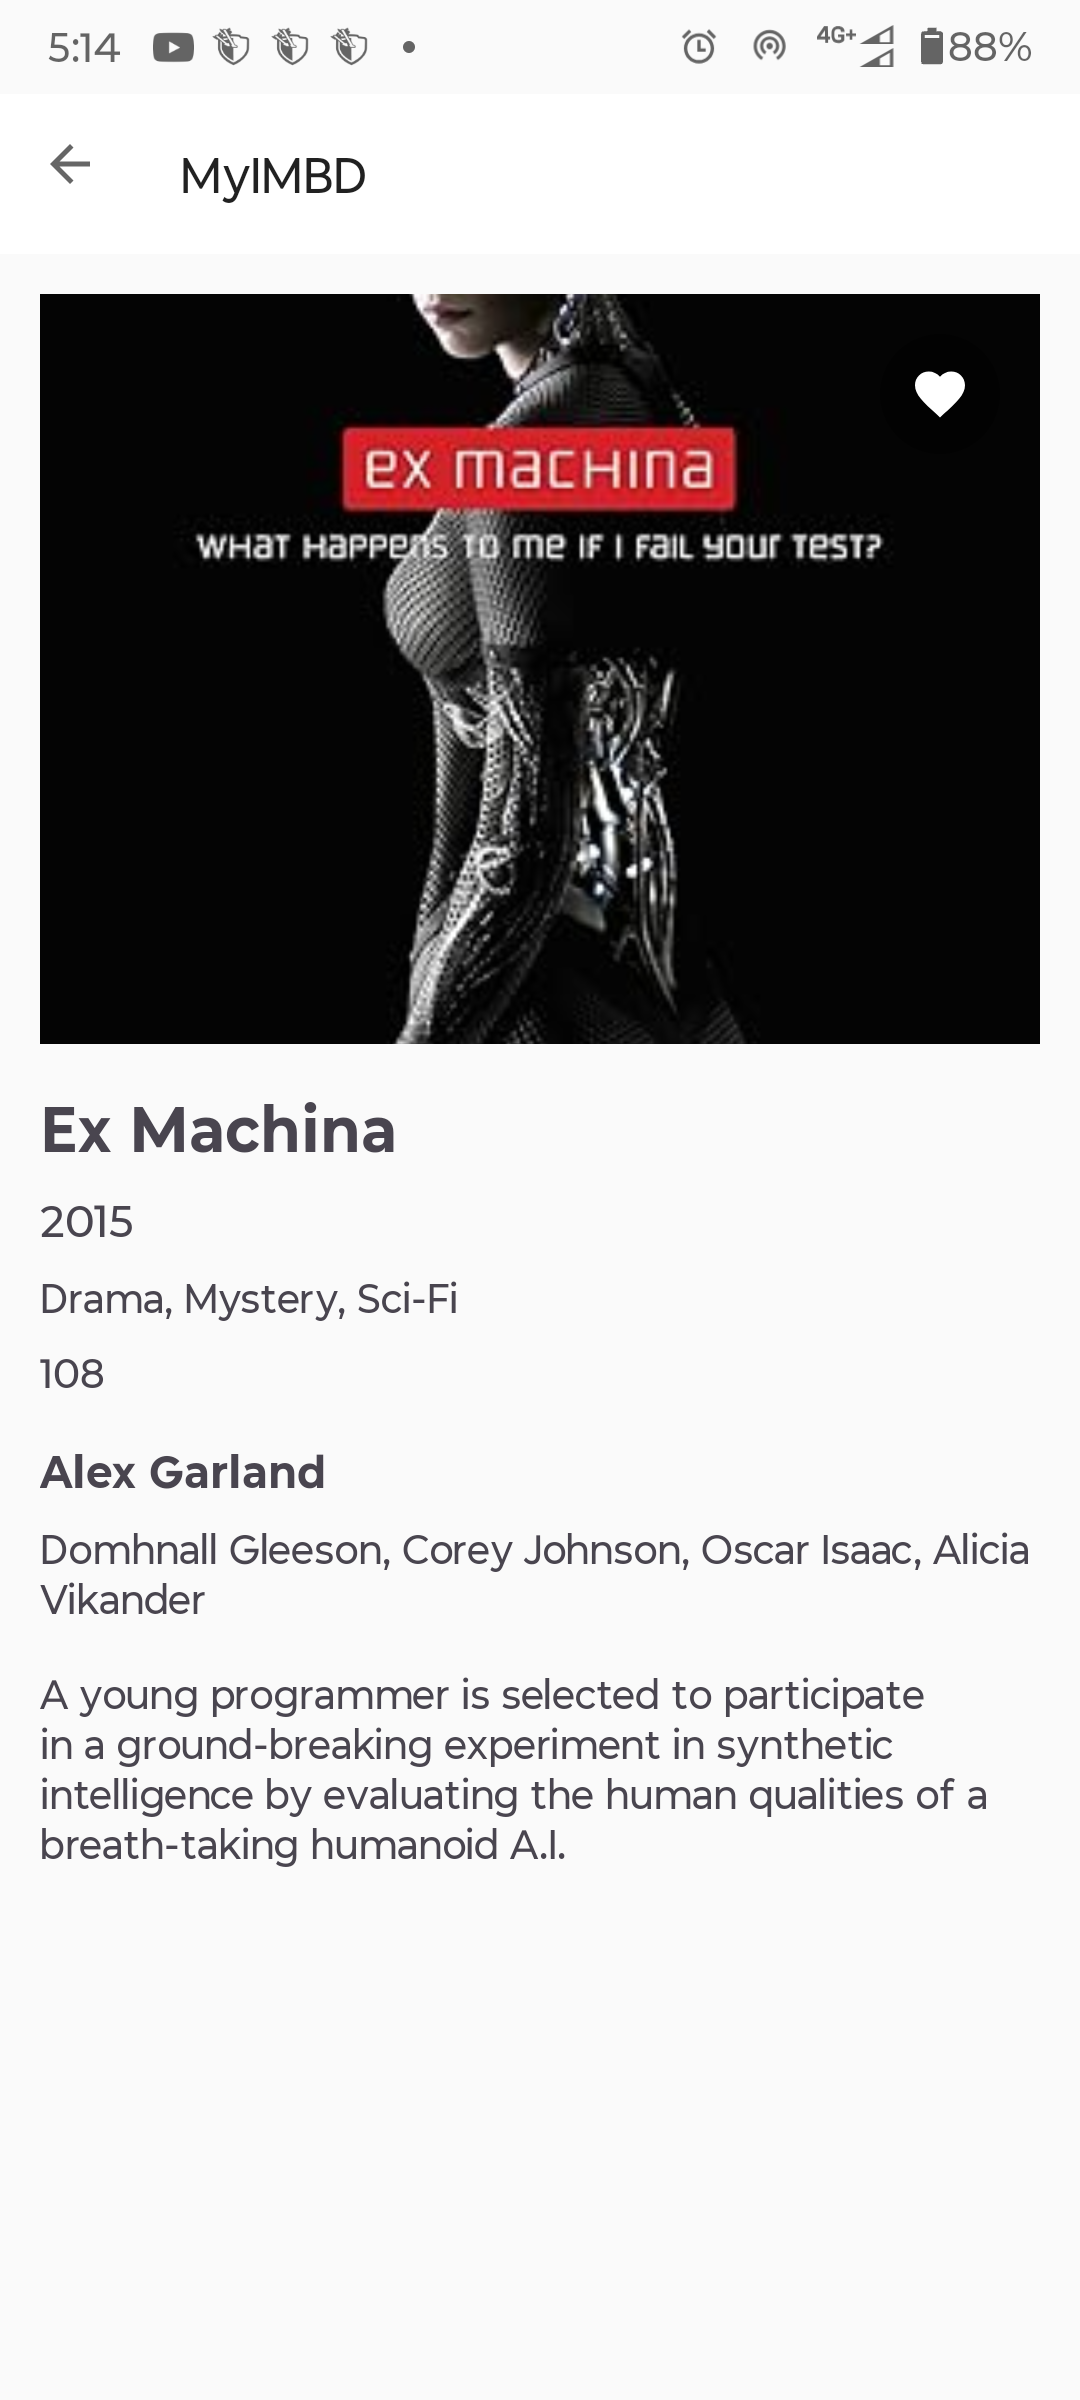 5:14
4G+
88%
MyIMBD
ex machina
WHAT HAPPENS TO ME IF I FAIL YOUR TEST?
Ex Machina
2015
Drama, Mystery, Sci-Fi
108
Alex Garland
Domhnall Gleeson, Corey Johnson, Oscar Isaac, Alicia
Vikander
A young programmer is selected to participate
in a ground-breaking experiment in synthetic
intelligence by evaluating the human qualities of a
breath-taking humanoid A.I.